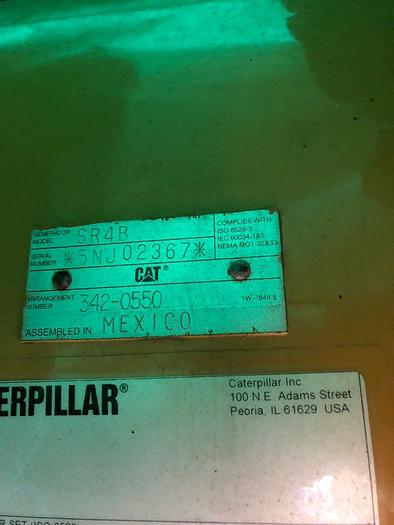 GENERATOR MODEL SR4B
COMPLIES WITH
ISO 8528-3
IEC 60034-1&5
NEMA MG1-32&33
SERIAL NUMBER *5NJ02367*
CAT®
ARRANGEMENT NUMBER 342-0550
1W-7848 6
ASSEMBLED IN MEXICO
ERPILLAR®
Caterpillar Inc
100 N E Adams Street
Peoria, IL 61629 USA